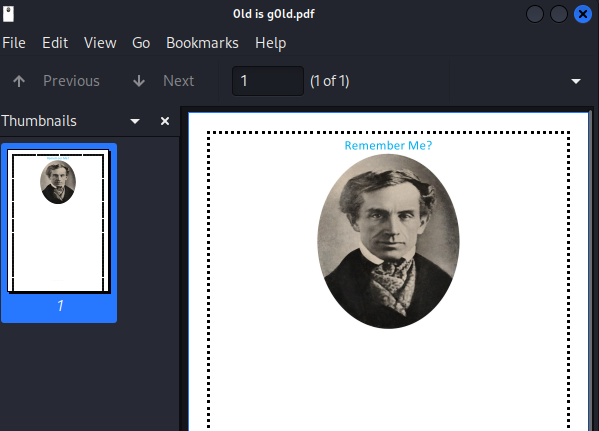 0ld is g0ld.pdf
File Edit View Go Bookmarks Help
Previous Next 1 (1 of 1)
Thumbnails
Remember Me?
1